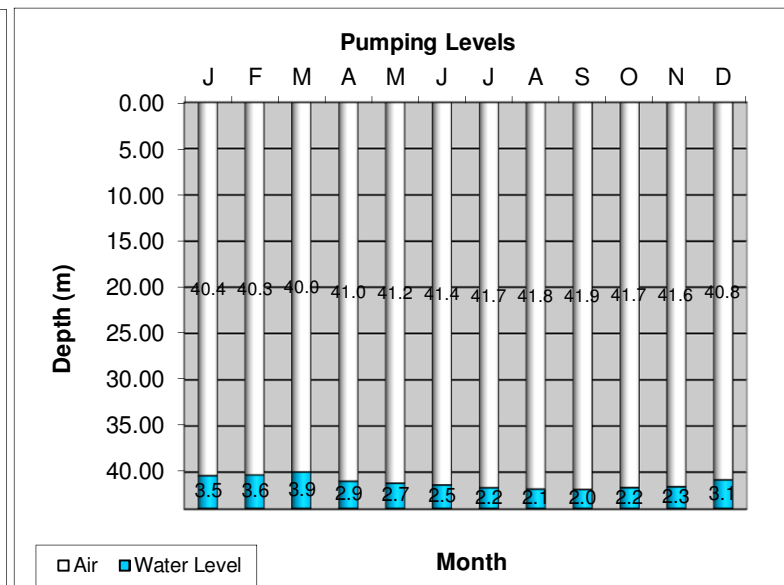 Pumping Levels
J F M A M J J A S O N D
0.00
5.00
10.00
15.00
20.00
25.00
30.00
35.00
40.00
Depth (m)
40.4 40.3 40.0 41.0 41.2 41.4 41.7 41.8 41.9 41.7 41.6 40.8
3.5 3.6 3.9 2.9 2.7 2.5 2.2 2.1 2.0 2.2 2.3 3.1
Air Water Level
Month